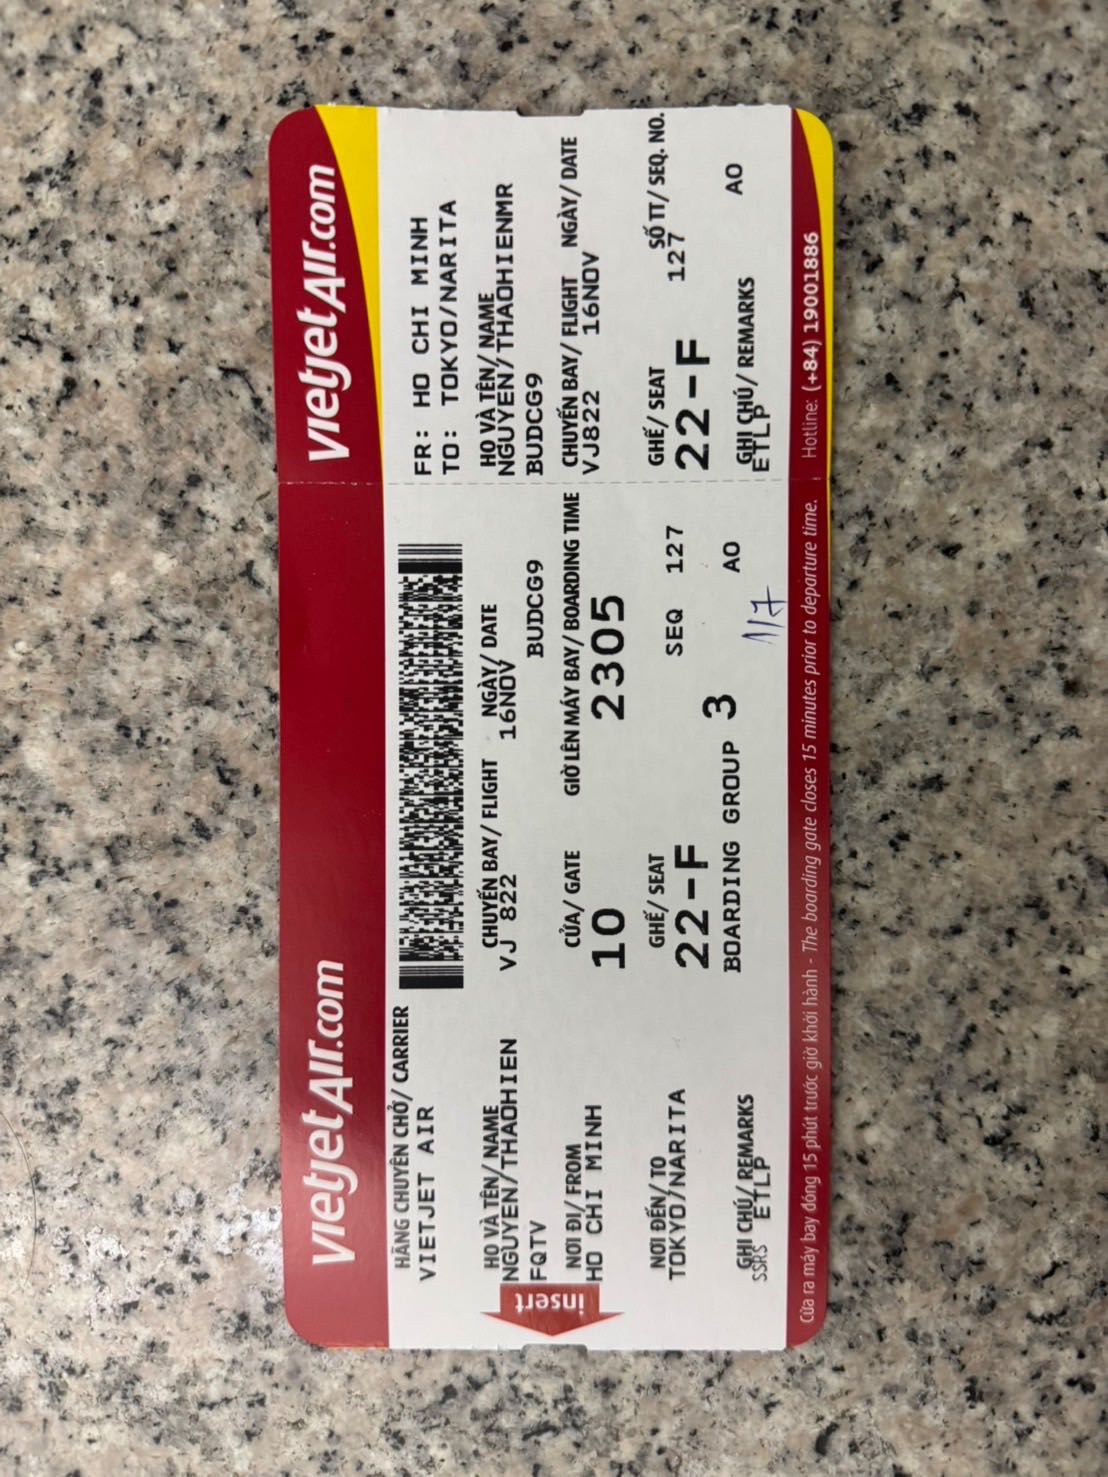 vietjetAir.com
HÃNG CHUYÊN CHỞ/ CARRIER
VIETJET AIR
HỌ VÀ TÊN/ NAME
NGUYEN/THAOHIEN
FQTV
NƠI ĐI/ FROM
HO CHI MINH
NƠI ĐẾN/ TO
TOKYO/NARITA
GHI CHÚ/ REMARKS
SSRS ETLP
insert
CHUYẾN BAY/ FLIGHT NGÀY/ DATE
VJ 822 16NOV
BUDCG9
CỬA/ GATE GIỜ LÊN MÁY BAY/ BOARDING TIME
10 2305
GHẾ/ SEAT
22-F SEQ 127
BOARDING GROUP 3 AO
1/7
Cửa ra máy bay đóng 15 phút trước giờ khởi hành - The boarding gate closes 15 minutes prior to departure time.
vietjetAir.com
FR: HO CHI MINH
TO: TOKYO/NARITA
HỌ VÀ TÊN/ NAME
NGUYEN/THAOHIENMR
BUDCG9
CHUYẾN BAY/ FLIGHT NGÀY/ DATE
VJ822 16NOV
GHẾ/ SEAT SỐ TT/ SEQ. NO.
22-F 127
GHI CHÚ/ REMARKS AO
ETLP
Hotline: (+84) 19001886